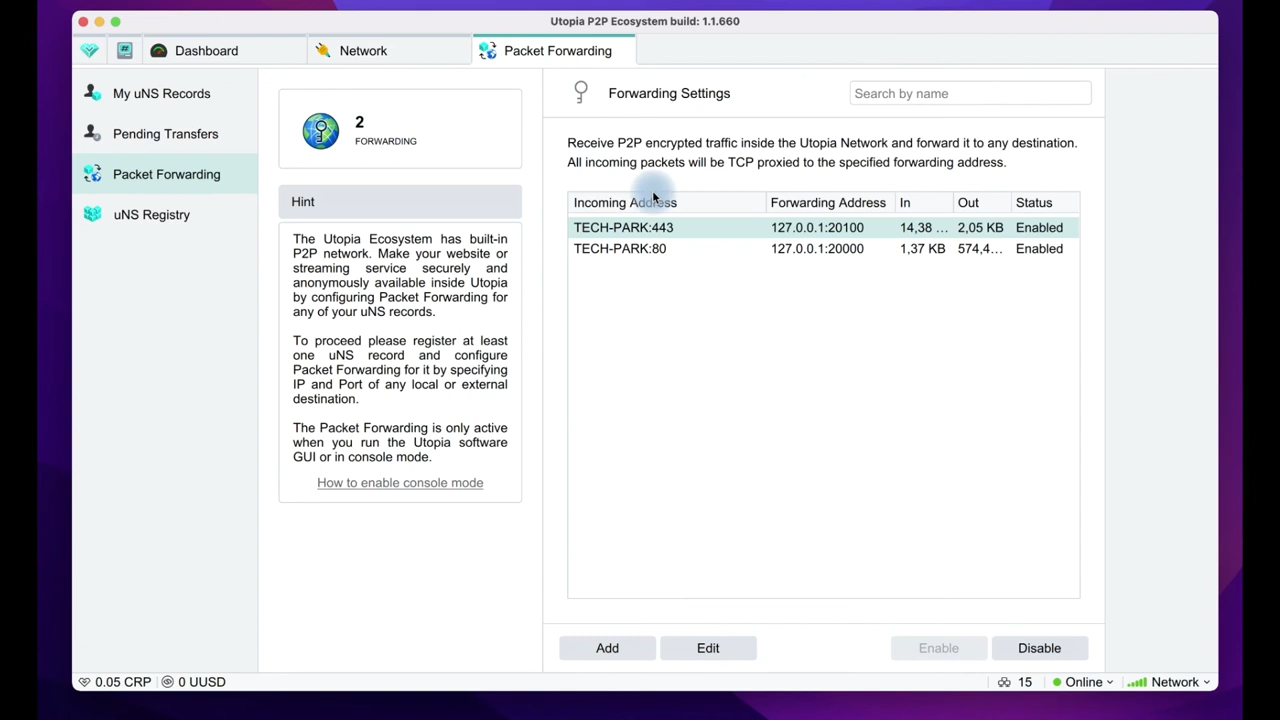 Utopia P2P Ecosystem build: 1.1.660
Dashboard
Network
Packet Forwarding
My uNS Records
Pending Transfers
Packet Forwarding
uNS Registry
2
FORWARDING
Hint
The Utopia Ecosystem has built-in
P2P network. Make your website or
streaming service securely and
anonymously available inside Utopia
by configuring Packet Forwarding for
any of your uNS records.
To proceed please register at least
one uNS record and configure
Packet Forwarding for it by specifying
IP and Port of any local or external
destination.
The Packet Forwarding is only active
when you run the Utopia software
GUI or in console mode.
How to enable console mode
Forwarding Settings
Search by name
Receive P2P encrypted traffic inside the Utopia Network and forward it to any destination.
All incoming packets will be TCP proxied to the specified forwarding address.
Incoming Address Forwarding Address In Out Status
TECH-PARK:443 127.0.0.1:20100 14,38 ... 2,05 KB Enabled
TECH-PARK:80 127.0.0.1:20000 1,37 KB 574,4... Enabled
Add Edit Enable Disable
0.05 CRP 0 UUSD 15 Online Network